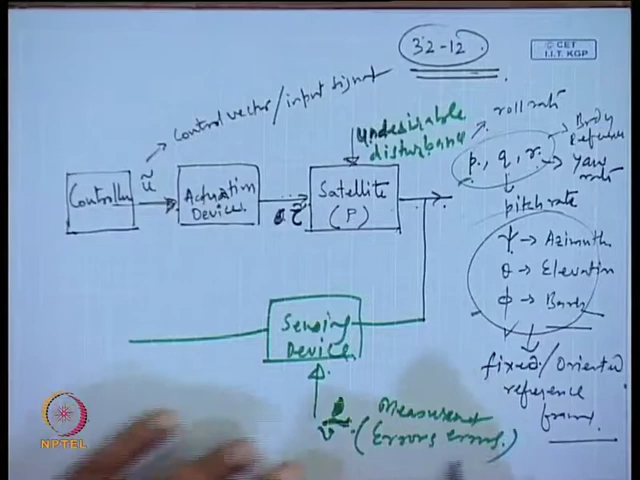 32-12
© CET
I.I.T. KGP
Control vector/input signal
undesirable
disturbance
roll rate
Body
Reference
p, q, r
yaw
rate
pitch rate
Controller
ũ
Actuation
Device
τ̃
Satellite
(P)
ψ → Azimuth
θ → Elevation
φ → Bank
fixed/Oriented
reference
frame
Sensing
Device
v
(Measurement
Errors errors)
NPTEL